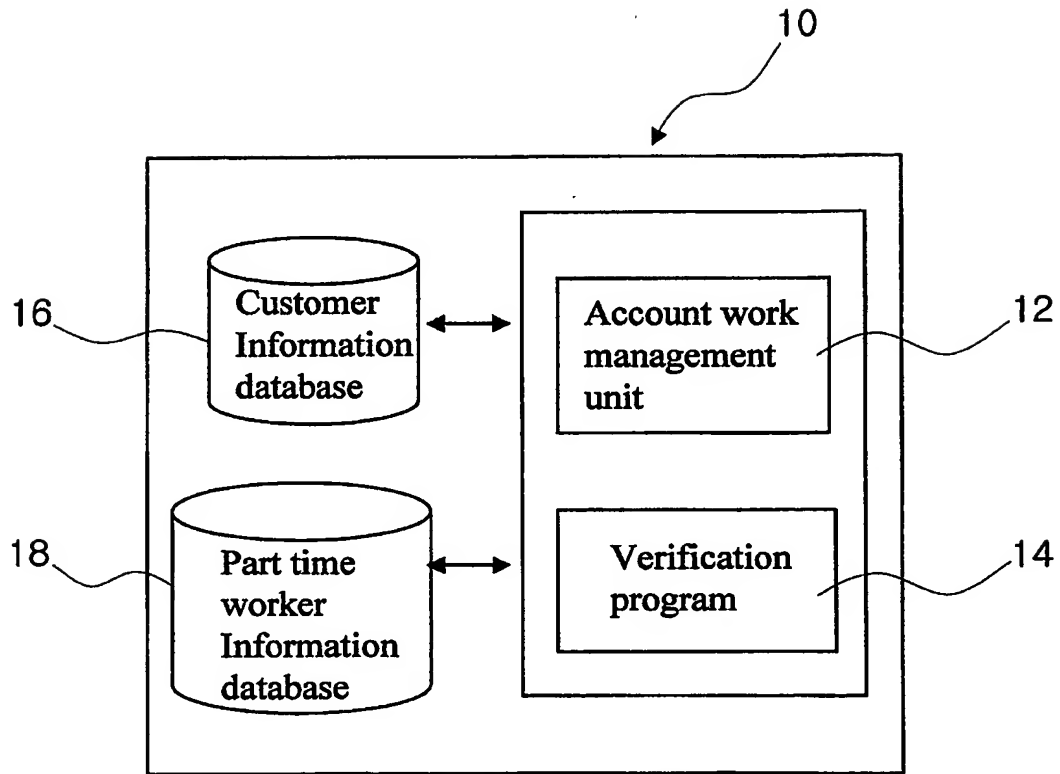 10
16
Customer
Information
database
Account work
management
unit
12
18
Part time
worker
Information
database
Verification
program
14